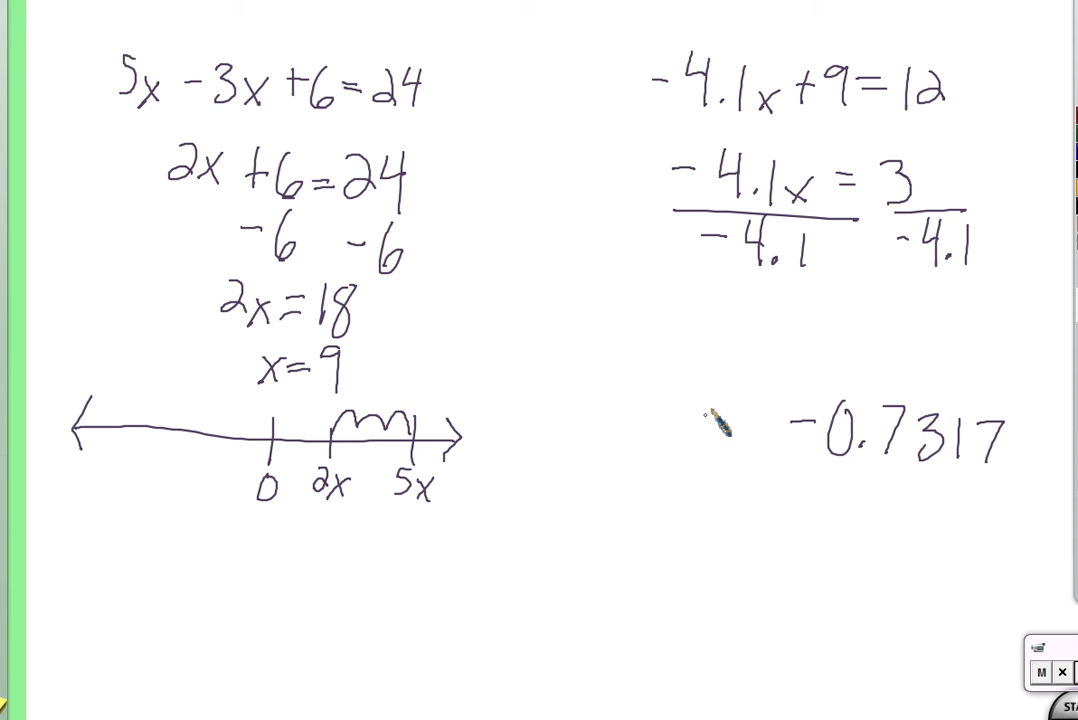 5x - 3x + 6 = 24
2x + 6 = 24
-6 -6
2x = 18
x = 9
0 2x 5x
-4.1x + 9 = 12
-4.1x = 3
-4.1 -4.1
-0.7317
M X
STA